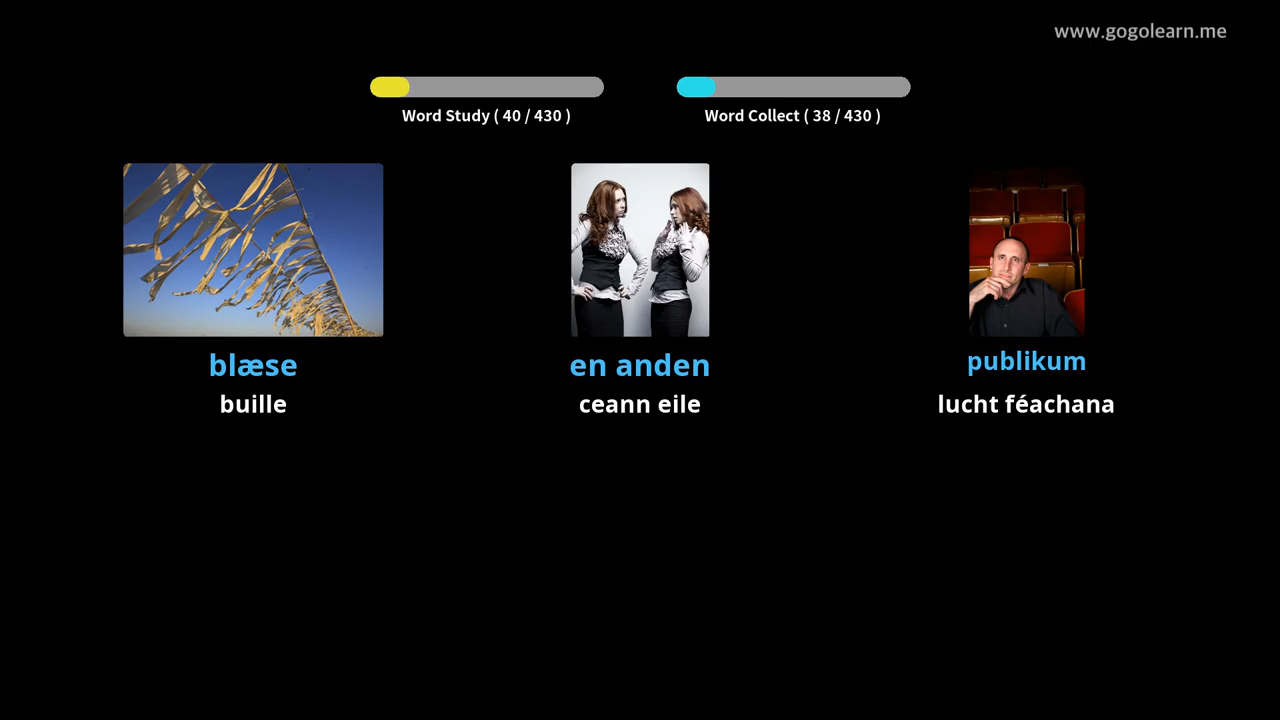 www.gogolearn.me
Word Study ( 40 / 430 )
Word Collect ( 38 / 430 )
blæse
en anden
publikum
buille
ceann eile
lucht féachana